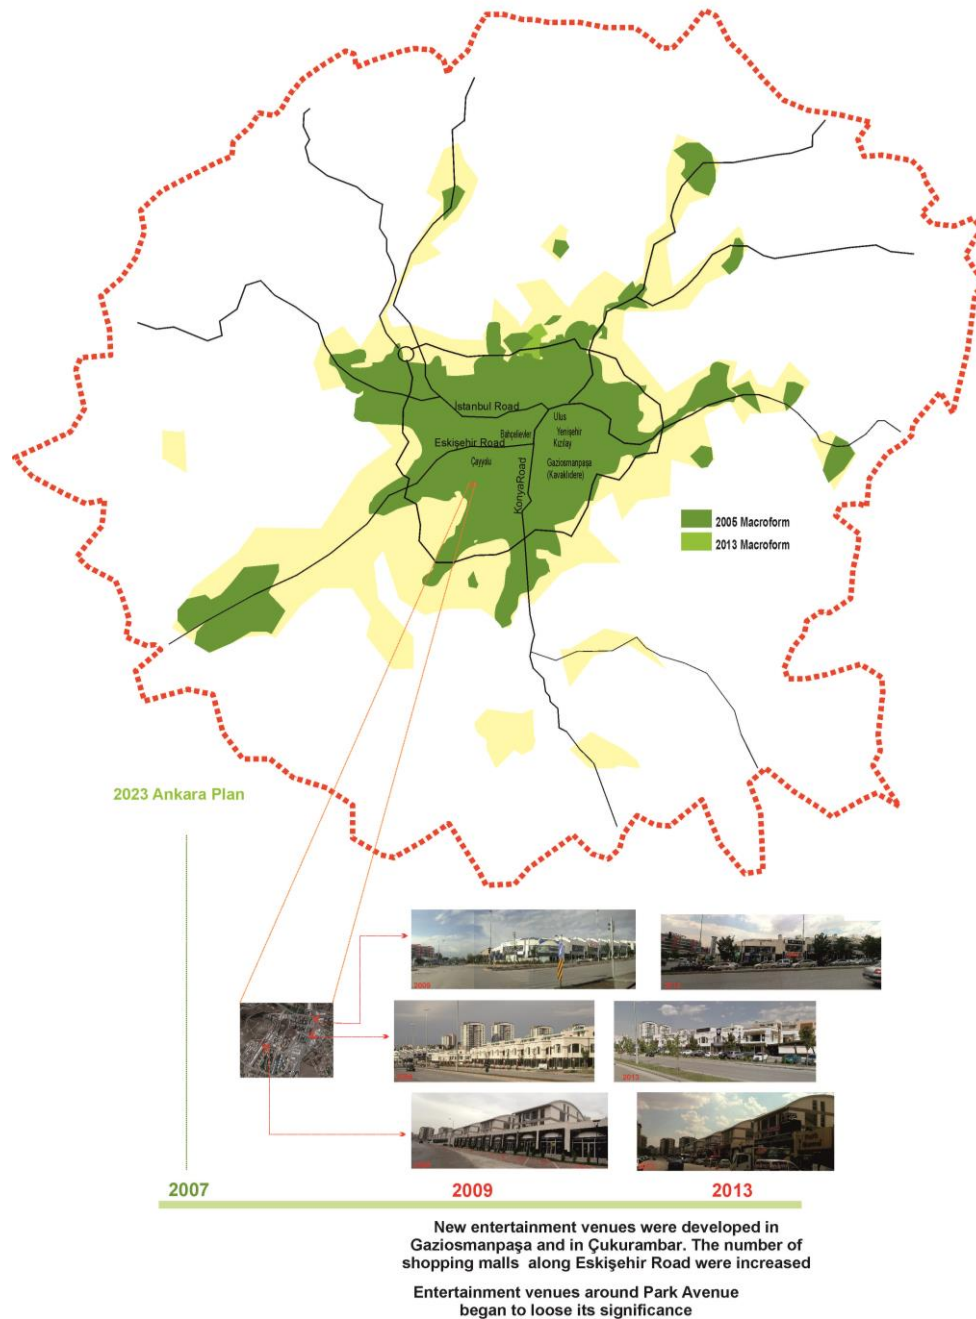 İstanbul Road
Ulus
Bahçelievler
Yenişehir
Kızılay
Eskişehir Road
Çayyolu
Gaziosmanpaşa
(Kavaklıdere)
KonyaRoad
2005 Macroform
2013 Macroform
2023 Ankara Plan
2009
2013
2007
2009
2013
New entertainment venues were developed in
Gaziosmanpaşa and in Çukurambar. The number of
shopping malls along Eskişehir Road were increased
Entertainment venues around Park Avenue
began to loose its significance